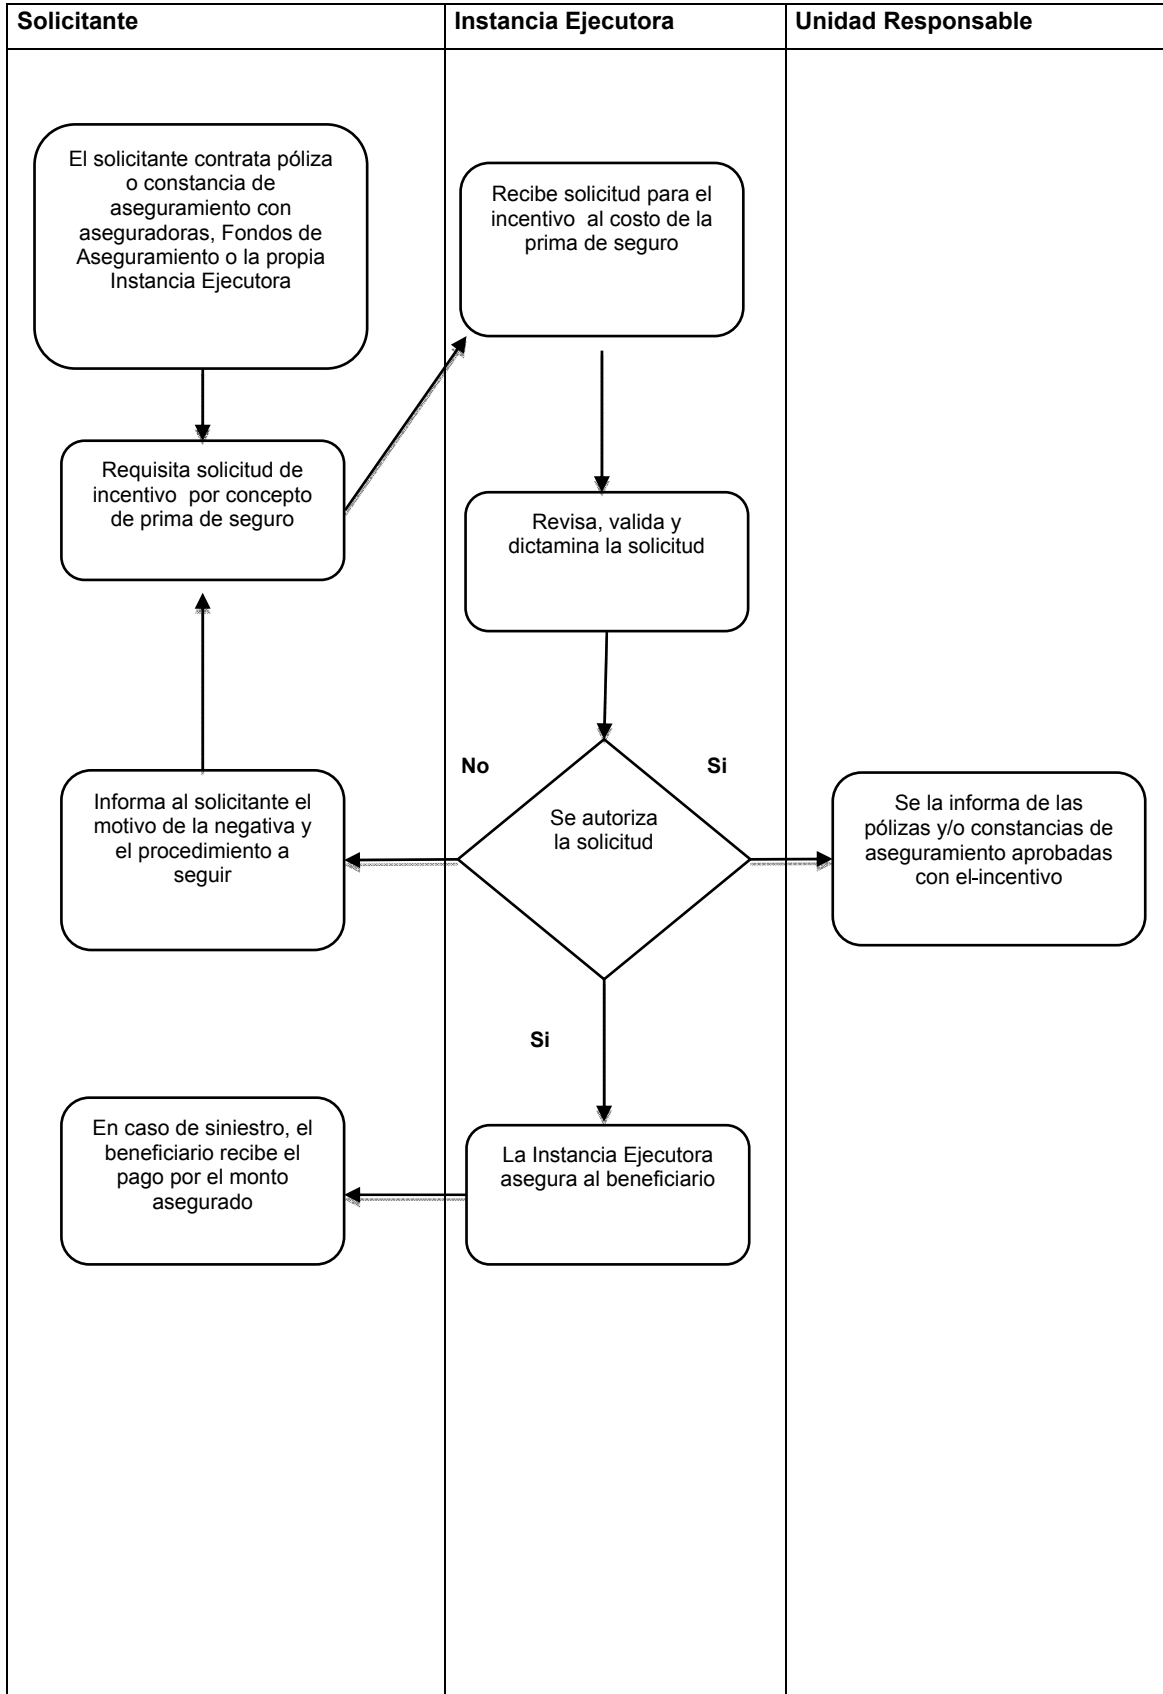 Solicitante
Instancia Ejecutora
Unidad Responsable
El solicitante contrata póliza
o constancia de
aseguramiento con
aseguradoras, Fondos de
Aseguramiento o la propia
Instancia Ejecutora
Recibe solicitud para el
incentivo al costo de la
prima de seguro
Requisita solicitud de
incentivo por concepto
de prima de seguro
Revisa, valida y
dictamina la solicitud
No
Si
Se autoriza
la solicitud
Informa al solicitante el
motivo de la negativa y
el procedimiento a
seguir
Se la informa de las
pólizas y/o constancias de
aseguramiento aprobadas
con el-incentivo
Si
La Instancia Ejecutora
asegura al beneficiario
En caso de siniestro, el
beneficiario recibe el
pago por el monto
asegurado